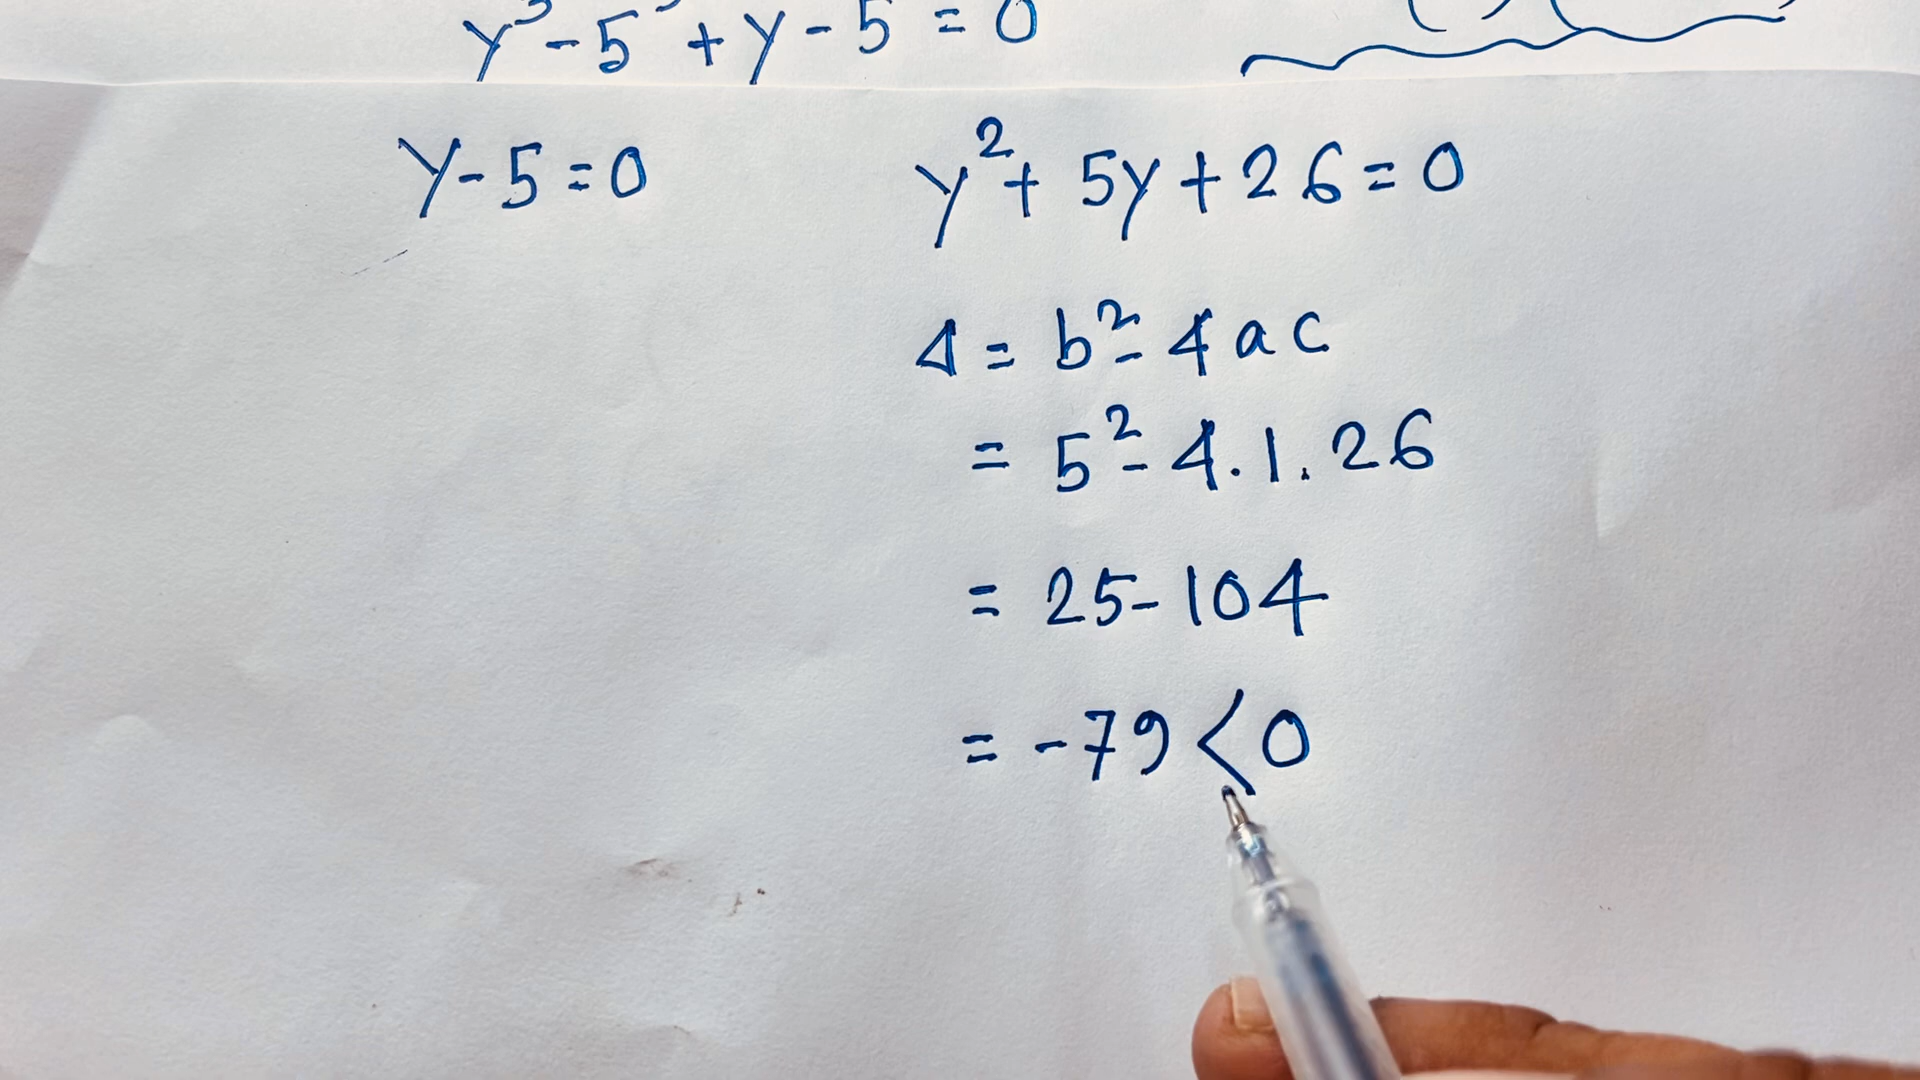 y³ - 5³ + y - 5 = 0
y - 5 = 0
y² + 5y + 26 = 0
Δ = b² - 4ac
= 5² - 4.1.26
= 25 - 104
= -79 < 0